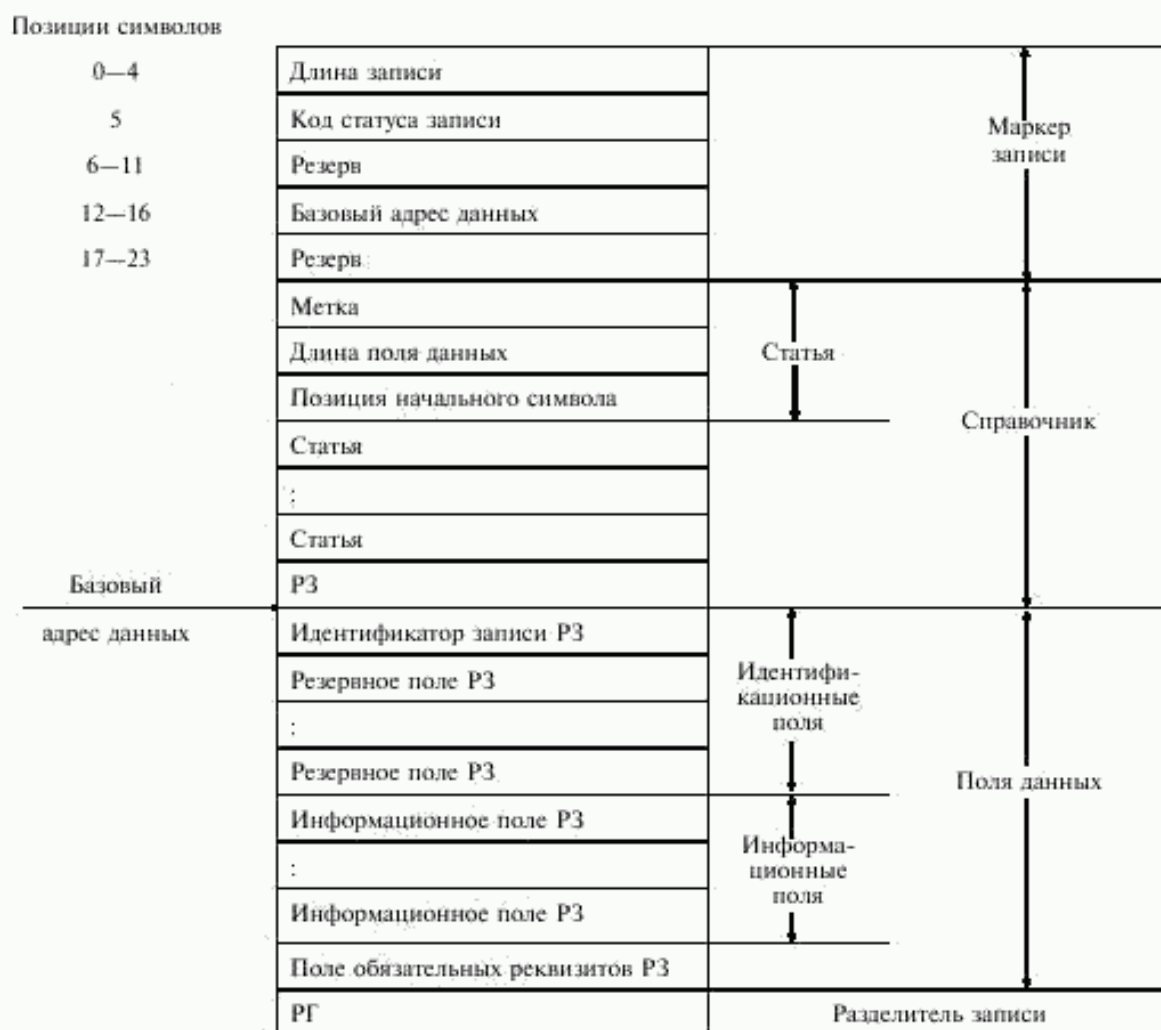 Позиции символов
0—4
Длина записи
5
Код статуса записи
Маркер
записи
6—11
Резерв
12—16
Базовый адрес данных
17—23
Резерв
Метка
Длина поля данных
Статья
Позиция начального символа
Справочник
Статья
:
Статья
Базовый
РЗ
адрес данных
Идентификатор записи РЗ
Резервное поле РЗ
Идентифи-
кационные
поля
:
Резервное поле РЗ
Поля данных
Информационное поле РЗ
Информа-
ционные
поля
:
Информационное поле РЗ
Поле обязательных реквизитов РЗ
РГ
Разделитель записи